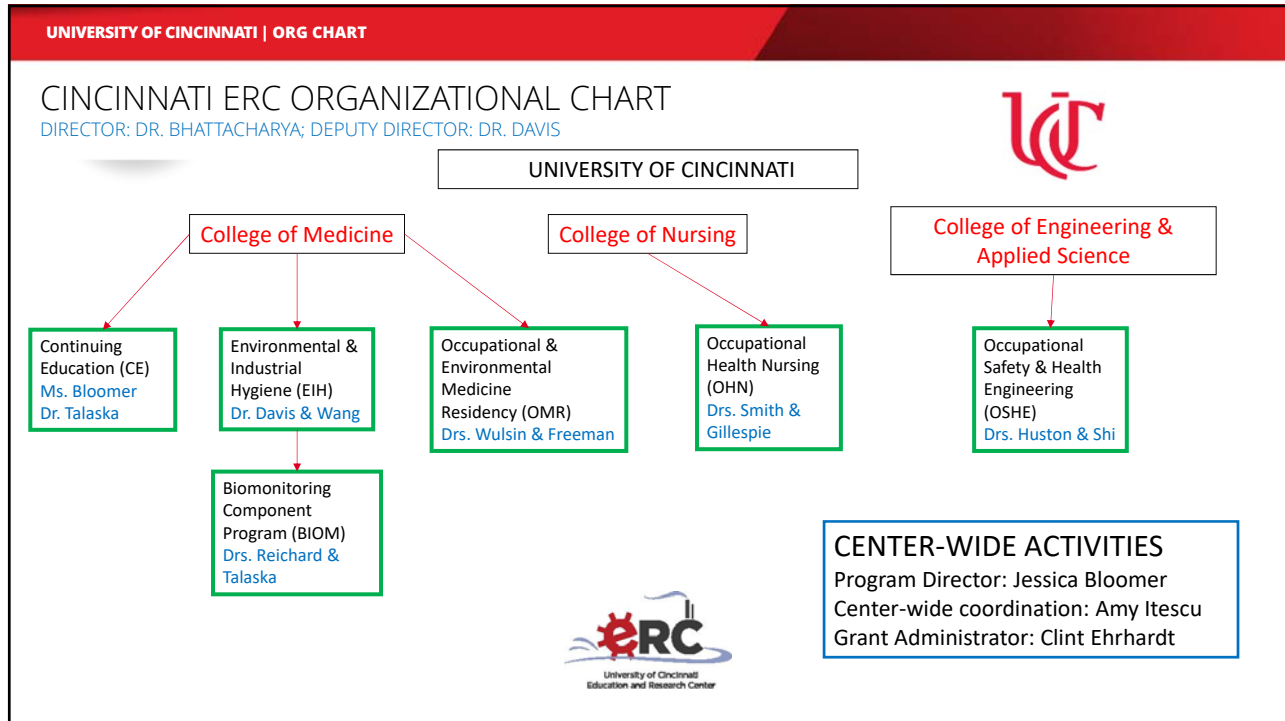 UNIVERSITY OF CINCINNATI | ORG CHART
CINCINNATI ERC ORGANIZATIONAL CHART
DIRECTOR: DR. BHATTACHARYA; DEPUTY DIRECTOR: DR. DAVIS
UC
UNIVERSITY OF CINCINNATI
College of Medicine
College of Nursing
College of Engineering &
Applied Science
Continuing
Education (CE)
Ms. Bloomer
Dr. Talaska
Environmental &
Industrial
Hygiene (EIH)
Dr. Davis & Wang
Occupational &
Environmental
Medicine
Residency (OMR)
Drs. Wulsin & Freeman
Occupational
Health Nursing
(OHN)
Drs. Smith &
Gillespie
Occupational
Safety & Health
Engineering
(OSHE)
Drs. Huston & Shi
Biomonitoring
Component
Program (BIOM)
Drs. Reichard &
Talaska
CENTER-WIDE ACTIVITIES
Program Director: Jessica Bloomer
Center-wide coordination: Amy Itescu
Grant Administrator: Clint Ehrhardt
eRC
University of Cincinnati
Education and Research Center